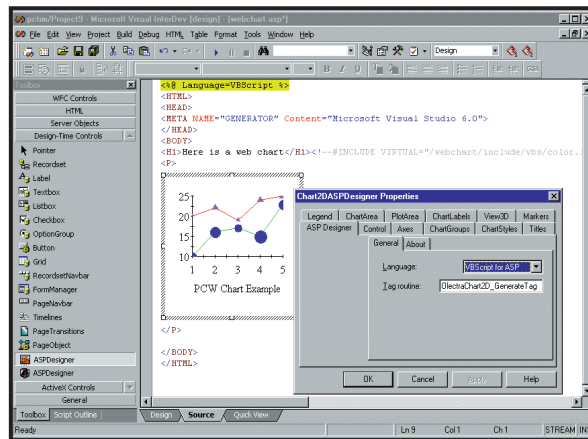 pctim/Project9 - Microsoft Visual InterDev [design] - [webchart.asp*]
File Edit View Project Build Debug HTML Table Format Tools Window Help
Design
Toolbox
WFC Controls
HTML
Server Objects
Design-Time Controls
Pointer
Recordset
Label
Textbox
Listbox
Checkbox
OptionGroup
Button
Grid
RecordsetNavbar
FormManager
PageNavbar
Timelines
PageTransitions
PageObject
ASPDesigner
ASPDesigner
ActiveX Controls
General
Toolbox Script Outline
<%@ Language=VBScript %>
<HTML>
<HEAD>
<META NAME="GENERATOR" Content="Microsoft Visual Studio 6.0">
</HEAD>
<BODY>
<H1>Here is a web chart</H1><!--#INCLUDE VIRTUAL="/webchart/include/vbs/color.
<P>
25
20
15
10
1 2 3 4 5
PCW Chart Example
</P>
</BODY>
</HTML>
Chart2DASPDesigner Properties
Legend ChartArea PlotArea ChartLabels View3D Markers
ASP Designer Control Axes ChartGroups ChartStyles Titles
General About
Language: VBScript for ASP
Tag routine: OlectraChart2D_GenerateTag
OK Cancel Apply Help
Design Source Quick View
Ready Ln 9 Col 1 Ch 1 STREAM IN